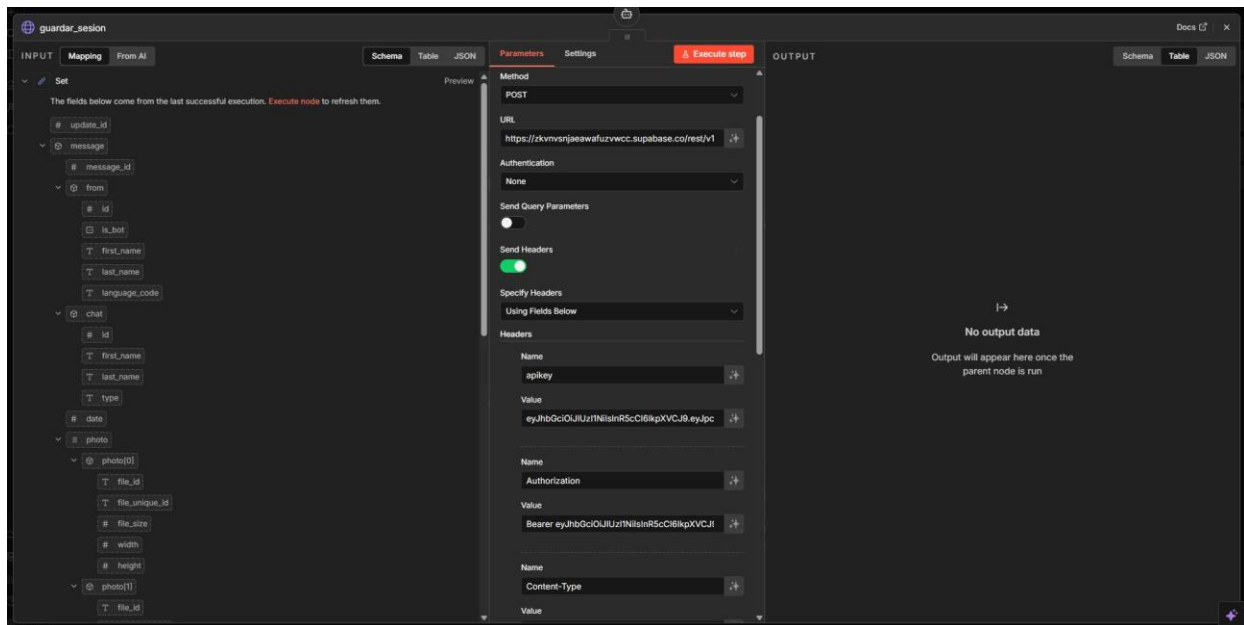 guardar_sesion
Docs
INPUT Mapping From AI
Schema Table JSON
Set
Preview
The fields below come from the last successful execution. Execute node to refresh them.
# update_id
message
# message_id
from
# id
is_bot
T first_name
T last_name
T language_code
chat
# id
T first_name
T last_name
T type
# date
photo
photo[0]
T file_id
T file_unique_id
# file_size
# width
# height
photo[1]
T file_id
Parameters Settings
Execute step
Method
POST
URL
https://zkvnvsnjaeawafuzvwcc.supabase.co/rest/v1
Authentication
None
Send Query Parameters
Send Headers
Specify Headers
Using Fields Below
Headers
Name
apikey
Value
Name
Authorization
Value
Bearer
Name
Content-Type
Value
OUTPUT
Schema Table JSON
No output data
Output will appear here once the
parent node is run